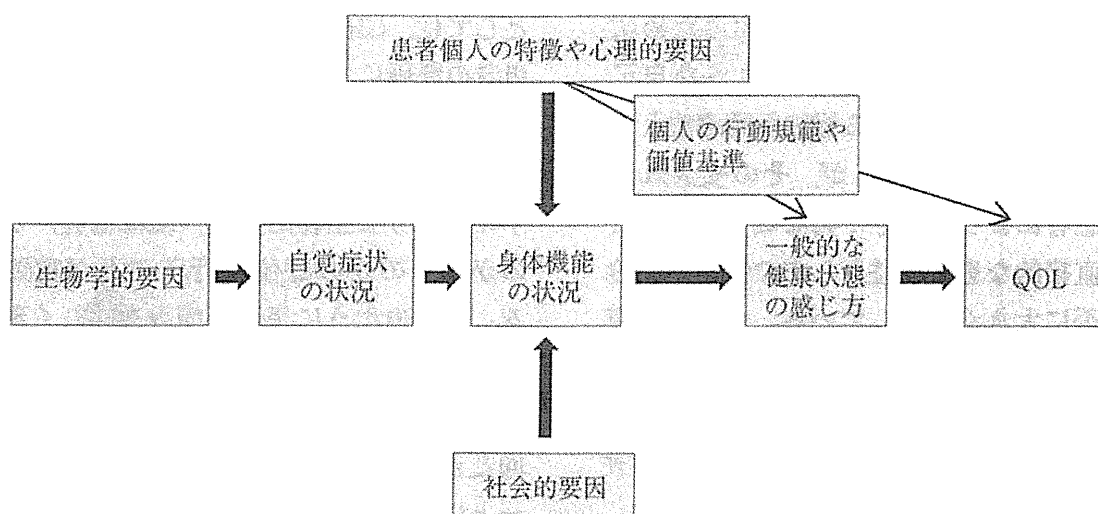 患者個人の特徴や心理的要因
個人の行動規範や
価値基準
生物学的要因
自覚症状
の状況
身体機能
の状況
一般的な
健康状態
の感じ方
QOL
社会的要因